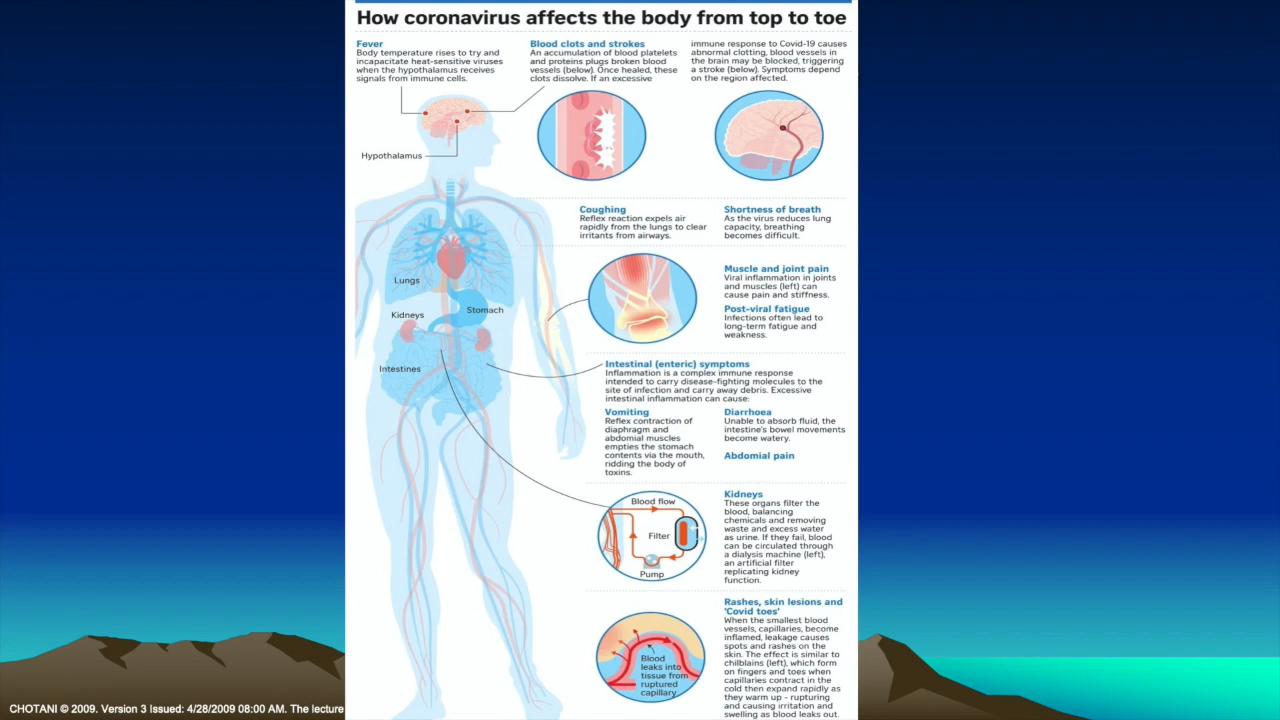 How coronavirus affects the body from top to toe
Fever
Body temperature rises to try and
incapacitate heat-sensitive viruses
when the hypothalamus receives
signals from immune cells.
Blood clots and strokes
An accumulation of blood platelets
and proteins plugs broken blood
vessels (below). Once healed, these
clots dissolve. If an excessive
immune response to Covid-19 causes
abnormal clotting, blood vessels in
the brain may be blocked, triggering
a stroke (below). Symptoms depend
on the region affected.
Hypothalamus
Coughing
Reflex reaction expels air
rapidly from the lungs to clear
irritants from airways.
Shortness of breath
As the virus reduces lung
capacity, breathing
becomes difficult.
Lungs
Stomach
Kidneys
Intestines
Muscle and joint pain
Viral inflammation in joints
and muscles (left) can
cause pain and stiffness.
Post-viral fatigue
Infections often lead to
long-term fatigue and
weakness.
Intestinal (enteric) symptoms
Inflammation is a complex immune response
intended to carry disease-fighting molecules to the
site of infection and carry away debris. Excessive
intestinal inflammation can cause:
Vomiting
Reflex contraction of
diaphragm and
abdominal muscles
empties the stomach
contents via the mouth,
ridding the body of
toxins.
Diarrhoea
Unable to absorb fluid, the
intestine's bowel movements
become watery.
Abdomial pain
Blood flow
Filter
Pump
Kidneys
These organs filter the
blood, balancing
chemicals and removing
waste and excess water
as urine. If they fail, blood
can be circulated through
a dialysis machine (left),
an artificial filter
replicating kidney
function.
Blood
leaks into
tissue from
ruptured
capillary
Rashes, skin lesions and
'Covid toes'
When the smallest blood
vessels, capillaries, become
inflamed, leakage causes
spots and rashes on the
skin. The effect is similar to
chilblains (left), which form
on fingers and toes when
capillaries contract in the
cold then expand rapidly as
they warm up - rupturing
and causing irritation and
swelling as blood leaks out.
CHOTANI © 2009. Version 3 Issued: 4/28/2009 08:00 AM. The lecture